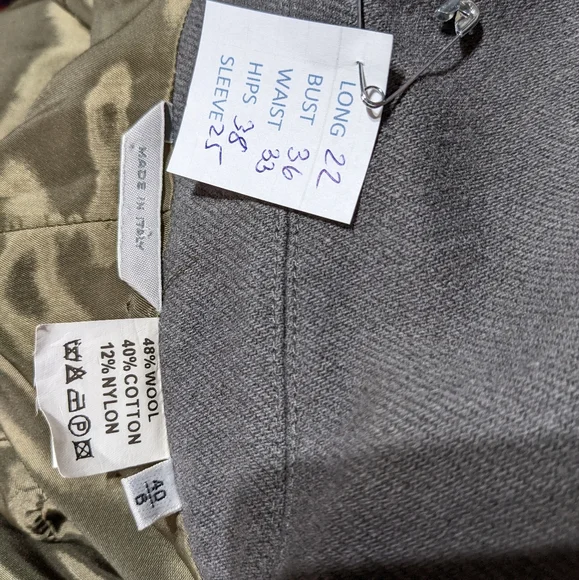 LONG 22
BUST 36
WAIST 33
HIPS 38
SLEEVE 25
MADE IN ITALY
48% WOOL
40% COTTON
12% NYLON
40
6